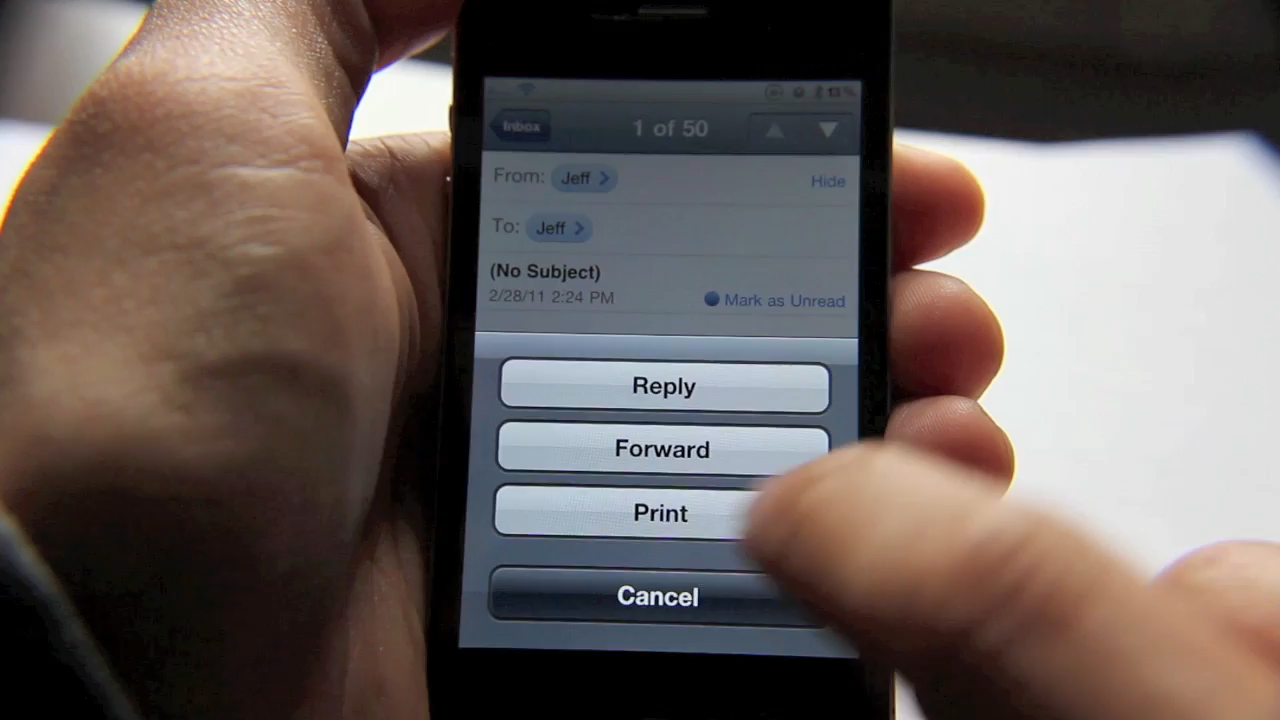 Inbox
1 of 50
From: Jeff >
Hide
To: Jeff >
(No Subject)
2/28/11 2:24 PM
Mark as Unread
Reply
Forward
Print
Cancel